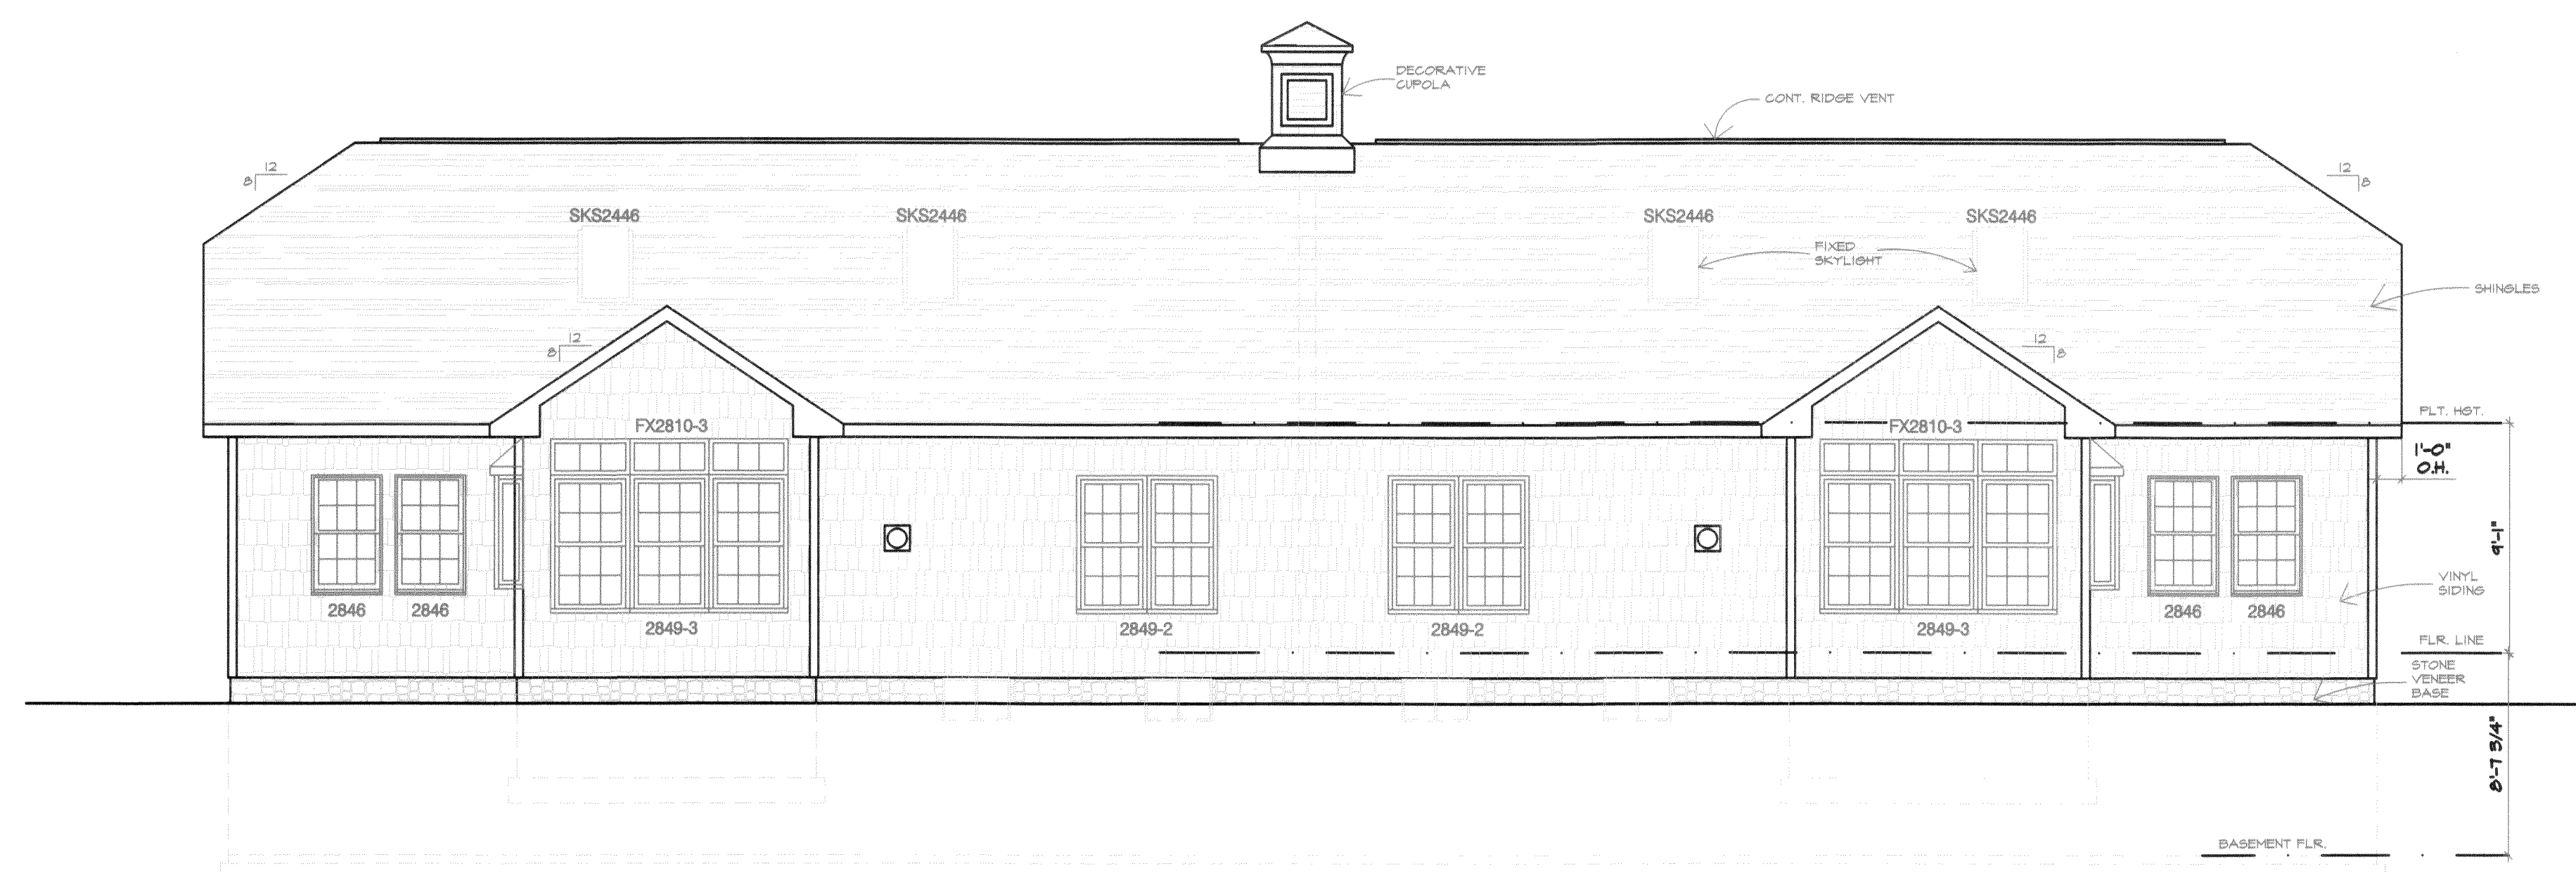 DECORATIVE
CUPOLA
CONT. RIDGE VENT
12
8
12
8
SKS2446
SKS2446
SKS2446
SKS2446
FIXED
SKYLIGHT
SHINGLES
12
8
12
8
PLT. HGT.
FX2810-3
FX2810-3
1'-0"
O.H.
9'-1"
VINYL
SIDING
2846
2846
2849-3
2849-2
2849-2
2849-3
2846
2846
FLR. LINE
STONE
VENEER
BASE
8'-7 3/4"
BASEMENT FLR.